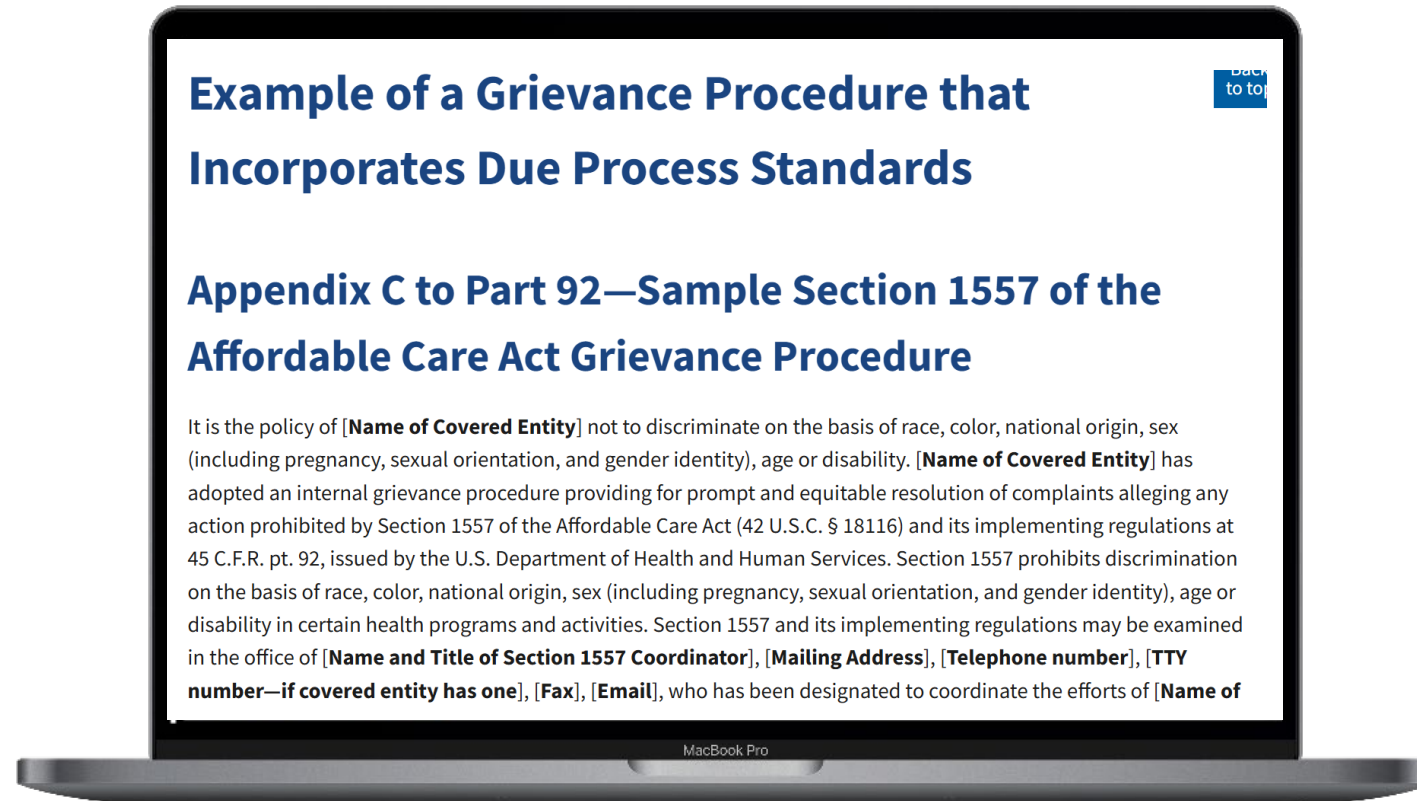 Example of a Grievance Procedure that
Back
to top
Incorporates Due Process Standards
Appendix C to Part 92—Sample Section 1557 of the
Affordable Care Act Grievance Procedure
It is the policy of [Name of Covered Entity] not to discriminate on the basis of race, color, national origin, sex
(including pregnancy, sexual orientation, and gender identity), age or disability. [Name of Covered Entity] has
adopted an internal grievance procedure providing for prompt and equitable resolution of complaints alleging any
action prohibited by Section 1557 of the Affordable Care Act (42 U.S.C. § 18116) and its implementing regulations at
45 C.F.R. pt. 92, issued by the U.S. Department of Health and Human Services. Section 1557 prohibits discrimination
on the basis of race, color, national origin, sex (including pregnancy, sexual orientation, and gender identity), age or
disability in certain health programs and activities. Section 1557 and its implementing regulations may be examined
in the office of [Name and Title of Section 1557 Coordinator], [Mailing Address], [Telephone number], [TTY
number—if covered entity has one], [Fax], [Email], who has been designated to coordinate the efforts of [Name of
MacBook Pro